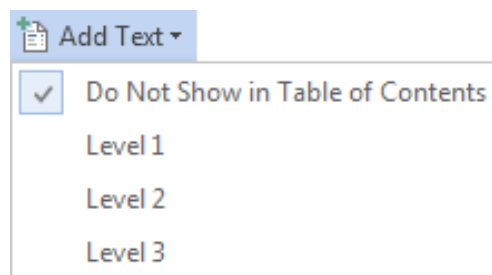 Add Text
Do Not Show in Table of Contents
Level 1
Level 2
Level 3